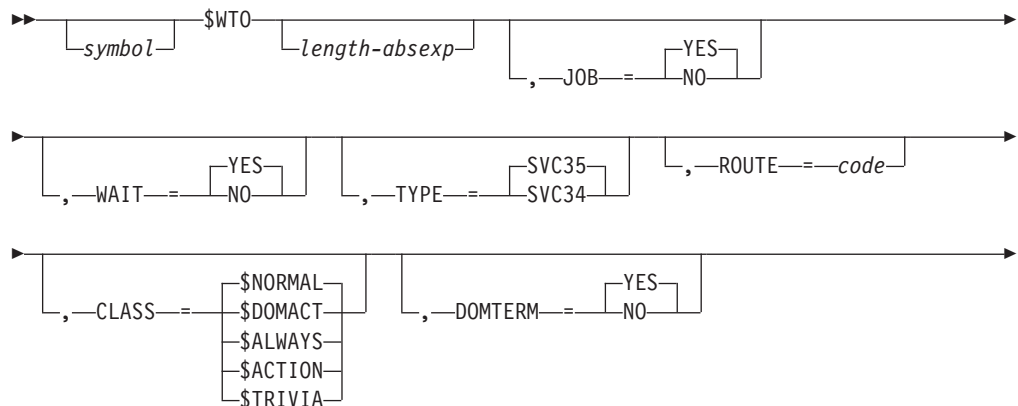 $WTO
symbol length-absexp YES
, JOB = NO
YES SVC35 , ROUTE = code
, WAIT = NO , TYPE = SVC34
$NORMAL YES
, CLASS = $DOMACT , DOMTERM = NO
$ALWAYS
$ACTION
$TRIVIA